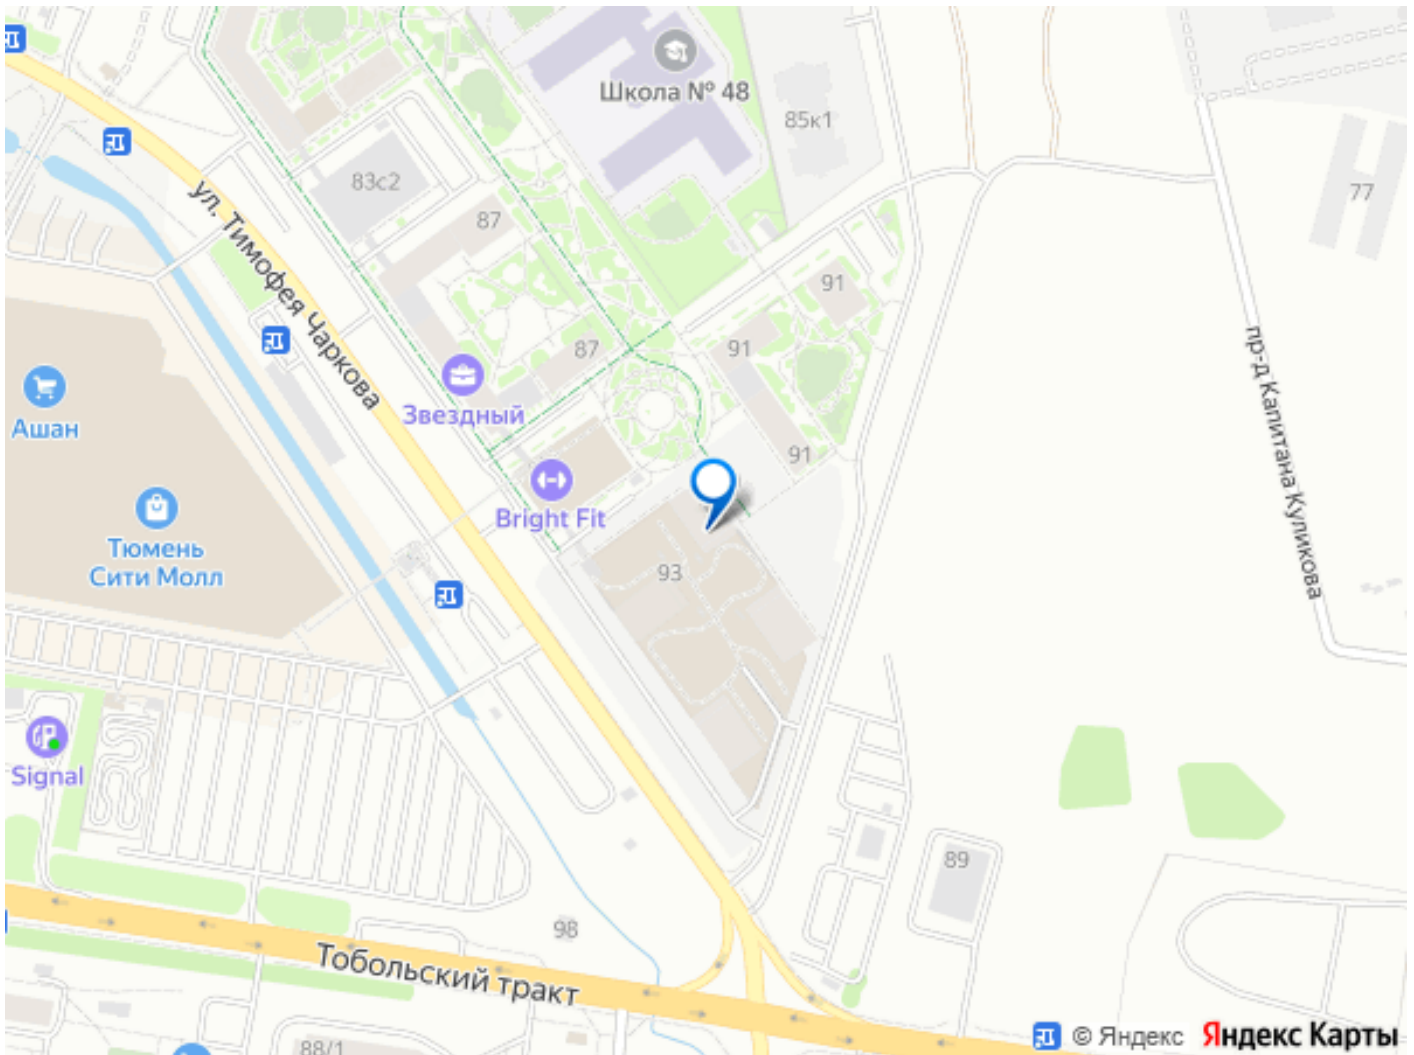 Школа № 48
85к1
83с2
77
87
ул. Тимофея Чаркова
91
87
91
пр-д Капитана Куликова
Ашан
Звездный
91
Bright Fit
Тюмень
Сити Молл
93
Signal
89
98
Тобольский тракт
88/1
© Яндекс Яндекс Карты